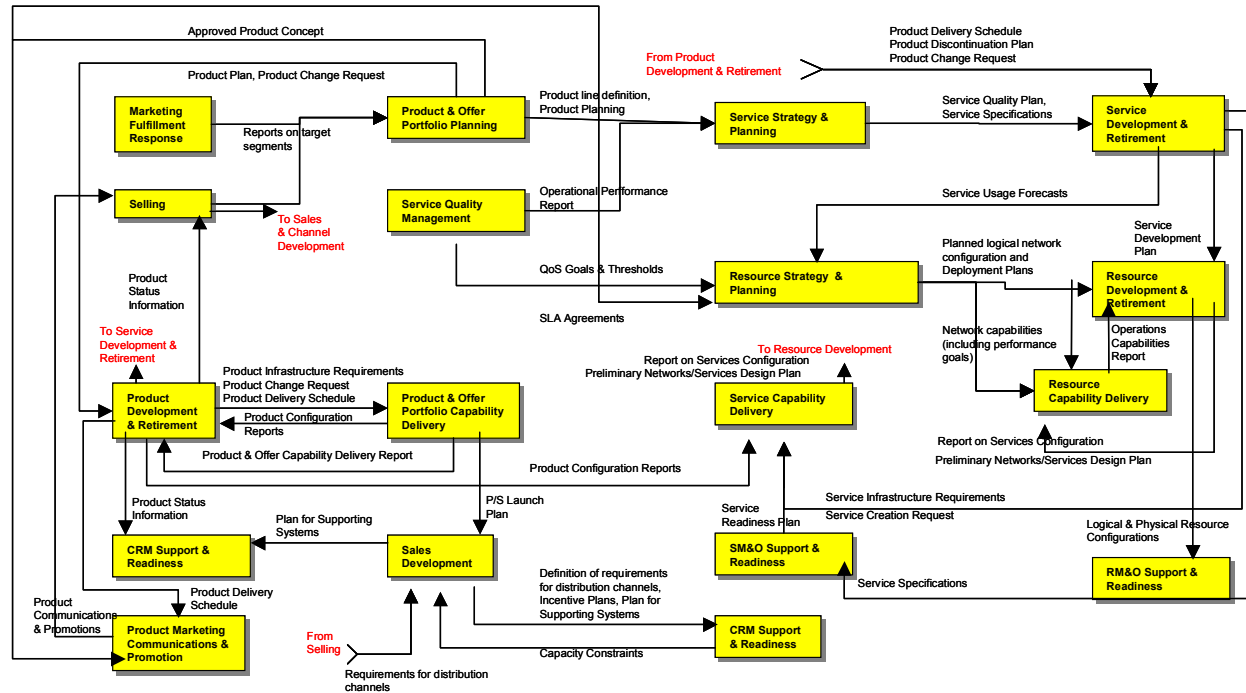 Approved Product Concept
Product Plan, Product Change Request
From Product
Development & Retirement
Product Delivery Schedule
Product Discontinuation Plan
Product Change Request
Marketing
Fulfillment
Response
Reports on target
segments
Product & Offer
Portfolio Planning
Product line definition,
Product Planning
Service Strategy &
Planning
Service Quality Plan,
Service Specifications
Service
Development &
Retirement
Selling
To Sales
& Channel
Development
Service Quality
Management
Operational Performance
Report
Service Usage Forecasts
Product
Status
Information
QoS Goals & Thresholds
SLA Agreements
Resource Strategy &
Planning
Planned logical network
configuration and
Deployment Plans
Service
Development
Plan
Resource
Development &
Retirement
To Service
Development &
Retirement
Network capabilities
(including performance
goals)
Operations
Capabilities
Report
To Resource Development
Report on Services Configuration
Preliminary Networks/Services Design Plan
Product Infrastructure Requirements
Product Change Request
Product Delivery Schedule
Product
Development
& Retirement
Product Configuration
Reports
Product & Offer
Portfolio Capability
Delivery
Service Capability
Delivery
Resource
Capability Delivery
Product & Offer Capability Delivery Report
Product Configuration Reports
Report on Services Configuration
Preliminary Networks/Services Design Plan
Product Status
Information
P/S Launch
Plan
Service
Readiness Plan
Service Infrastructure Requirements
Service Creation Request
Plan for Supporting
Systems
CRM Support &
Readiness
Sales
Development
SM&O Support &
Readiness
Logical & Physical Resource
Configurations
RM&O Support &
Readiness
Service Specifications
Definition of requirements
for distribution channels,
Incentive Plans, Plan for
Supporting Systems
Product Delivery
Schedule
Product
Communications
& Promotions
Product Marketing
Communications &
Promotion
From
Selling
Requirements for distribution
channels
CRM Support
& Readiness
Capacity Constraints